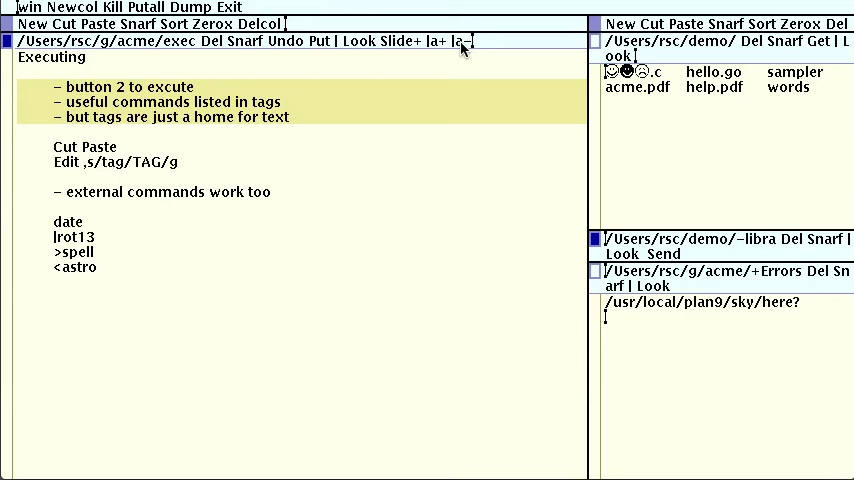 win Newcol Kill Putall Dump Exit
New Cut Paste Snarf Sort Zerox Delcol
/Users/rsc/g/acme/exec Del Snarf Undo Put | Look Slide+ |a+ |a-
Executing
– button 2 to excute
– useful commands listed in tags
– but tags are just a home for text
Cut Paste
Edit ,s/tag/TAG/g
– external commands work too
date
|rot13
>spell
<astro
New Cut Paste Snarf Sort Zerox Del
/Users/rsc/demo/ Del Snarf Get | L
ook
☺☻☹.c hello.go sampler
acme.pdf help.pdf words
/Users/rsc/demo/–libra Del Snarf |
Look Send
/Users/rsc/g/acme/+Errors Del Sn
arf | Look
/usr/local/plan9/sky/here?